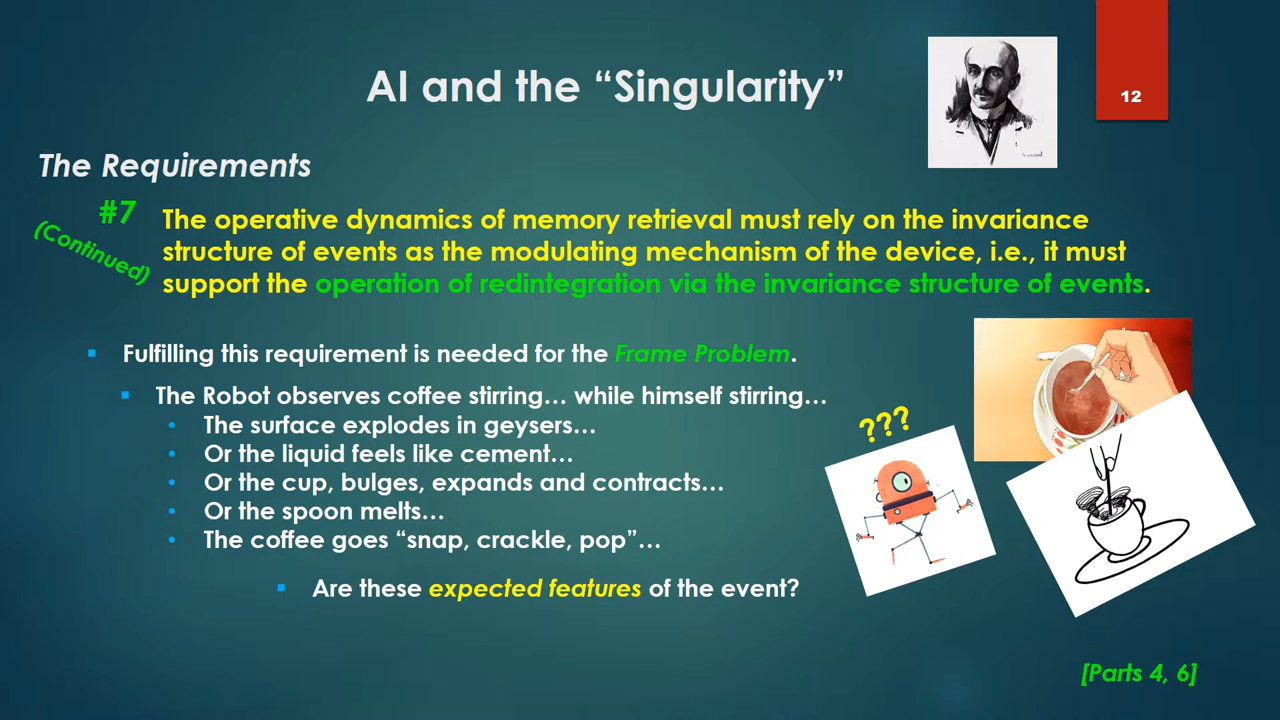 AI and the “Singularity”
12
The Requirements
#7
(Continued)
The operative dynamics of memory retrieval must rely on the invariance
structure of events as the modulating mechanism of the device, i.e., it must
support the operation of redintegration via the invariance structure of events.
Fulfilling this requirement is needed for the Frame Problem.
The Robot observes coffee stirring… while himself stirring…
The surface explodes in geysers…
Or the liquid feels like cement…
Or the cup, bulges, expands and contracts…
Or the spoon melts…
The coffee goes “snap, crackle, pop”…
Are these expected features of the event?
???
[Parts 4, 6]